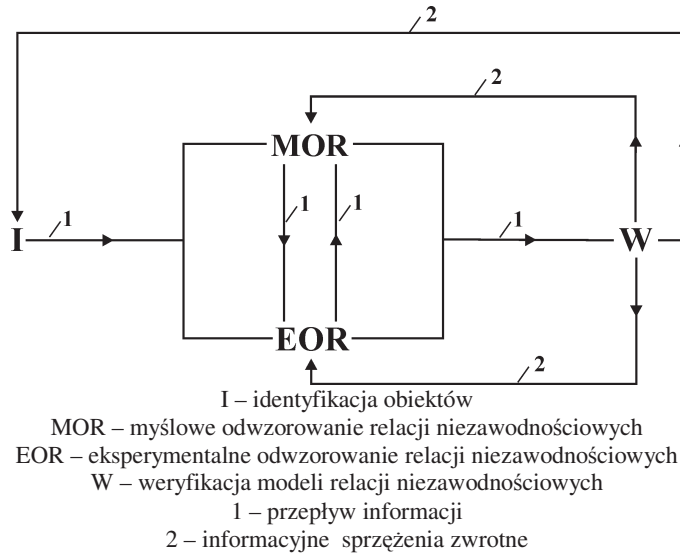 2
2
MOR
1
1
1
1
I
W
EOR
2
I – identyfikacja obiektów
MOR – myślowe odwzorowanie relacji niezawodnościowych
EOR – eksperymentalne odwzorowanie relacji niezawodnościowych
W – weryfikacja modeli relacji niezawodnościowych
1 – przepływ informacji
2 – informacyjne sprzężenia zwrotne